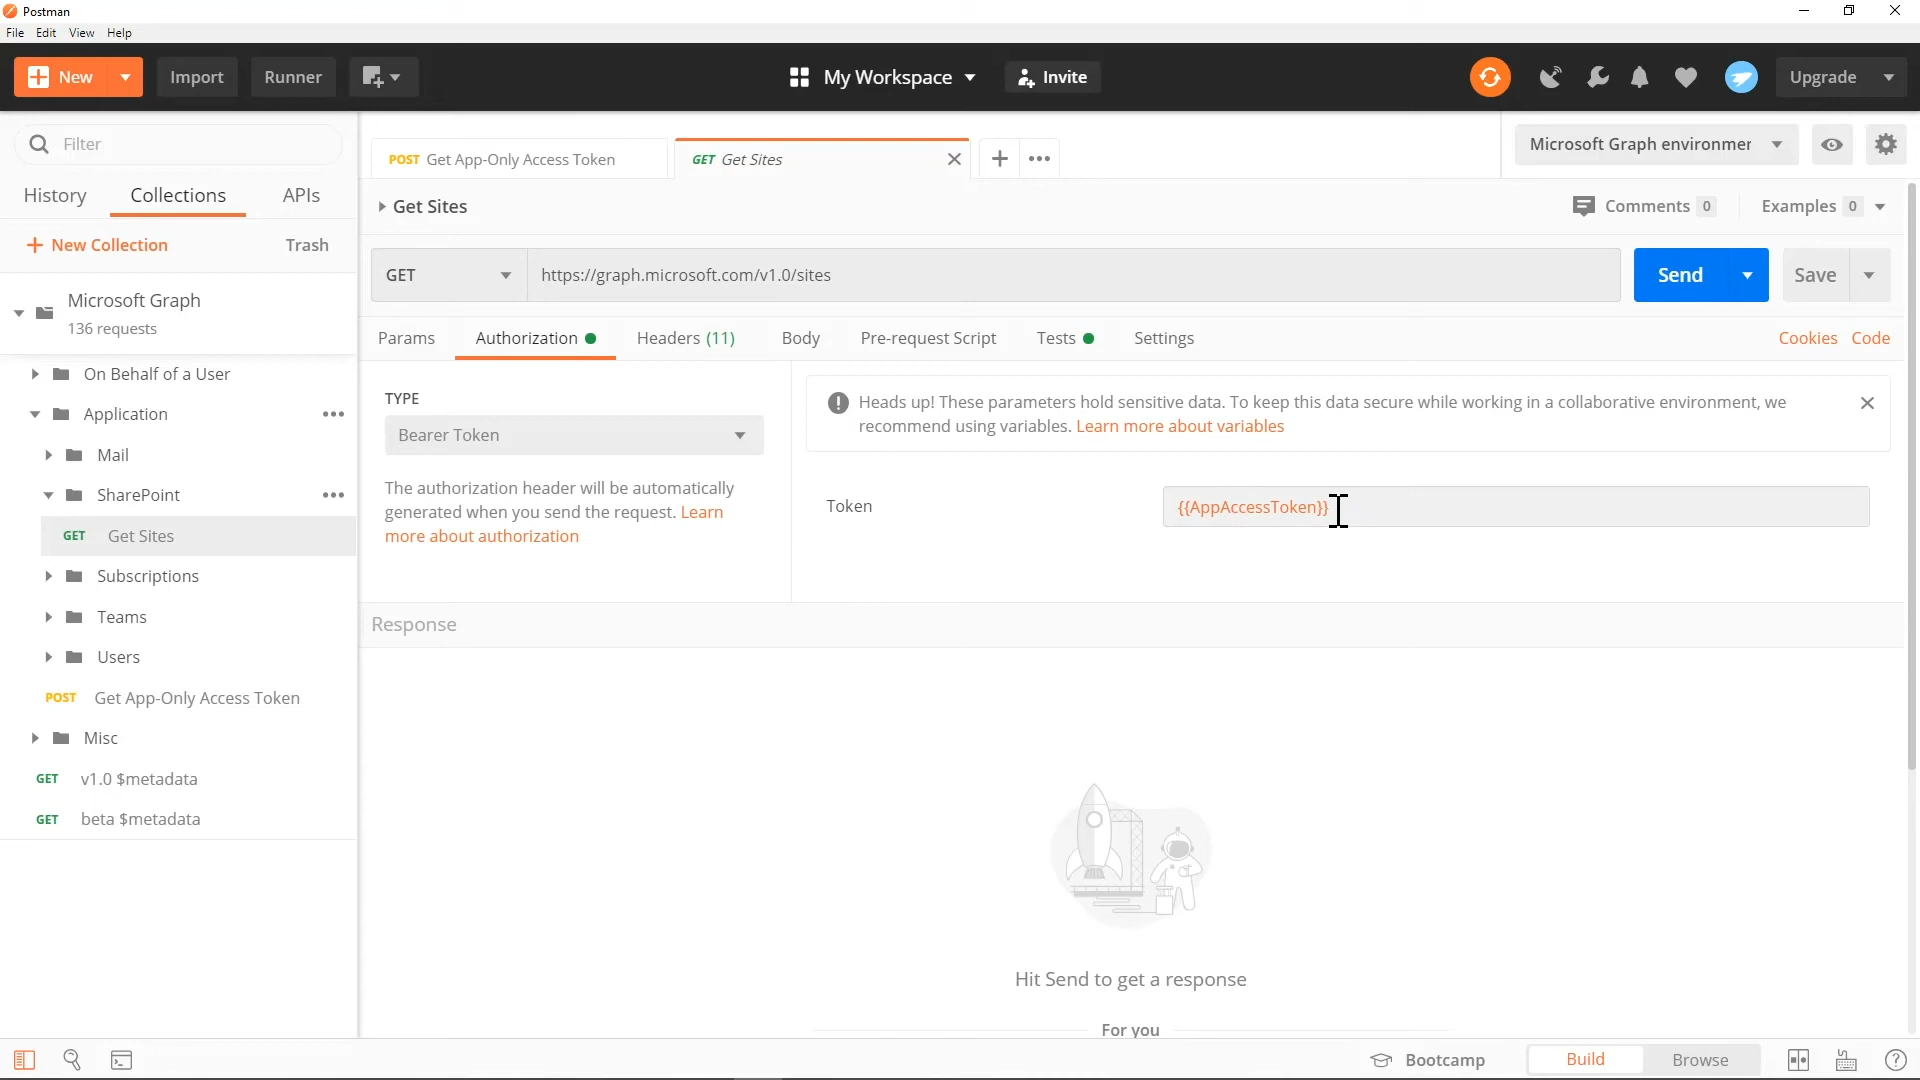 Postman
File Edit View Help
New Import Runner My Workspace Invite Upgrade
Filter
History Collections APIs
New Collection Trash
Microsoft Graph
136 requests
On Behalf of a User
Application
Mail
SharePoint
GET Get Sites
Subscriptions
Teams
Users
POST Get App-Only Access Token
Misc
GET v1.0 $metadata
GET beta $metadata
POST Get App-Only Access Token GET Get Sites
Microsoft Graph environmer
Get Sites Comments 0 Examples 0
GET https://graph.microsoft.com/v1.0/sites Send Save
Params Authorization Headers (11) Body Pre-request Script Tests Settings Cookies Code
TYPE
Bearer Token
The authorization header will be automatically
generated when you send the request. Learn
more about authorization
Heads up! These parameters hold sensitive data. To keep this data secure while working in a collaborative environment, we
recommend using variables. Learn more about variables
Token {{AppAccessToken}}
Response
Hit Send to get a response
For you
Bootcamp Build Browse